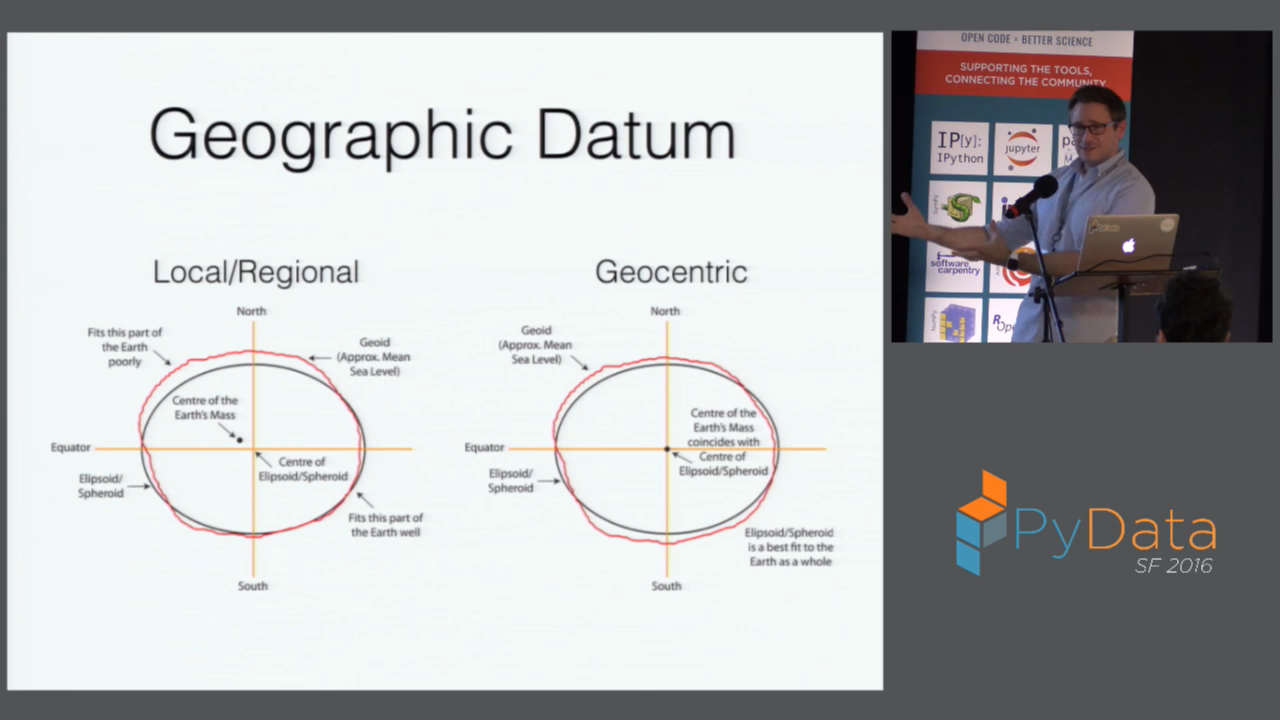 Geographic Datum
Local/Regional
North
Fits this part of
the Earth
poorly
Geoid
(Approx. Mean
Sea Level)
Centre of the
Earth's Mass
Equator
Centre of
Elipsoid/Spheroid
Elipsoid/
Spheroid
Fits this part of
the Earth well
South
Geocentric
North
Geoid
(Approx. Mean
Sea Level)
Centre of the
Earth's Mass
coincides with
Centre of
Elipsoid/Spheroid
Equator
Elipsoid/
Spheroid
Elipsoid/Spheroid
is a best fit to the
Earth as a whole
South
OPEN CODE = BETTER SCIENCE
SUPPORTING THE TOOLS,
CONNECTING THE COMMUNITY
IP[y]:
IPython
jupyter
SymPy
software
carpentry
NumPy
PyData
PyData
SF 2016